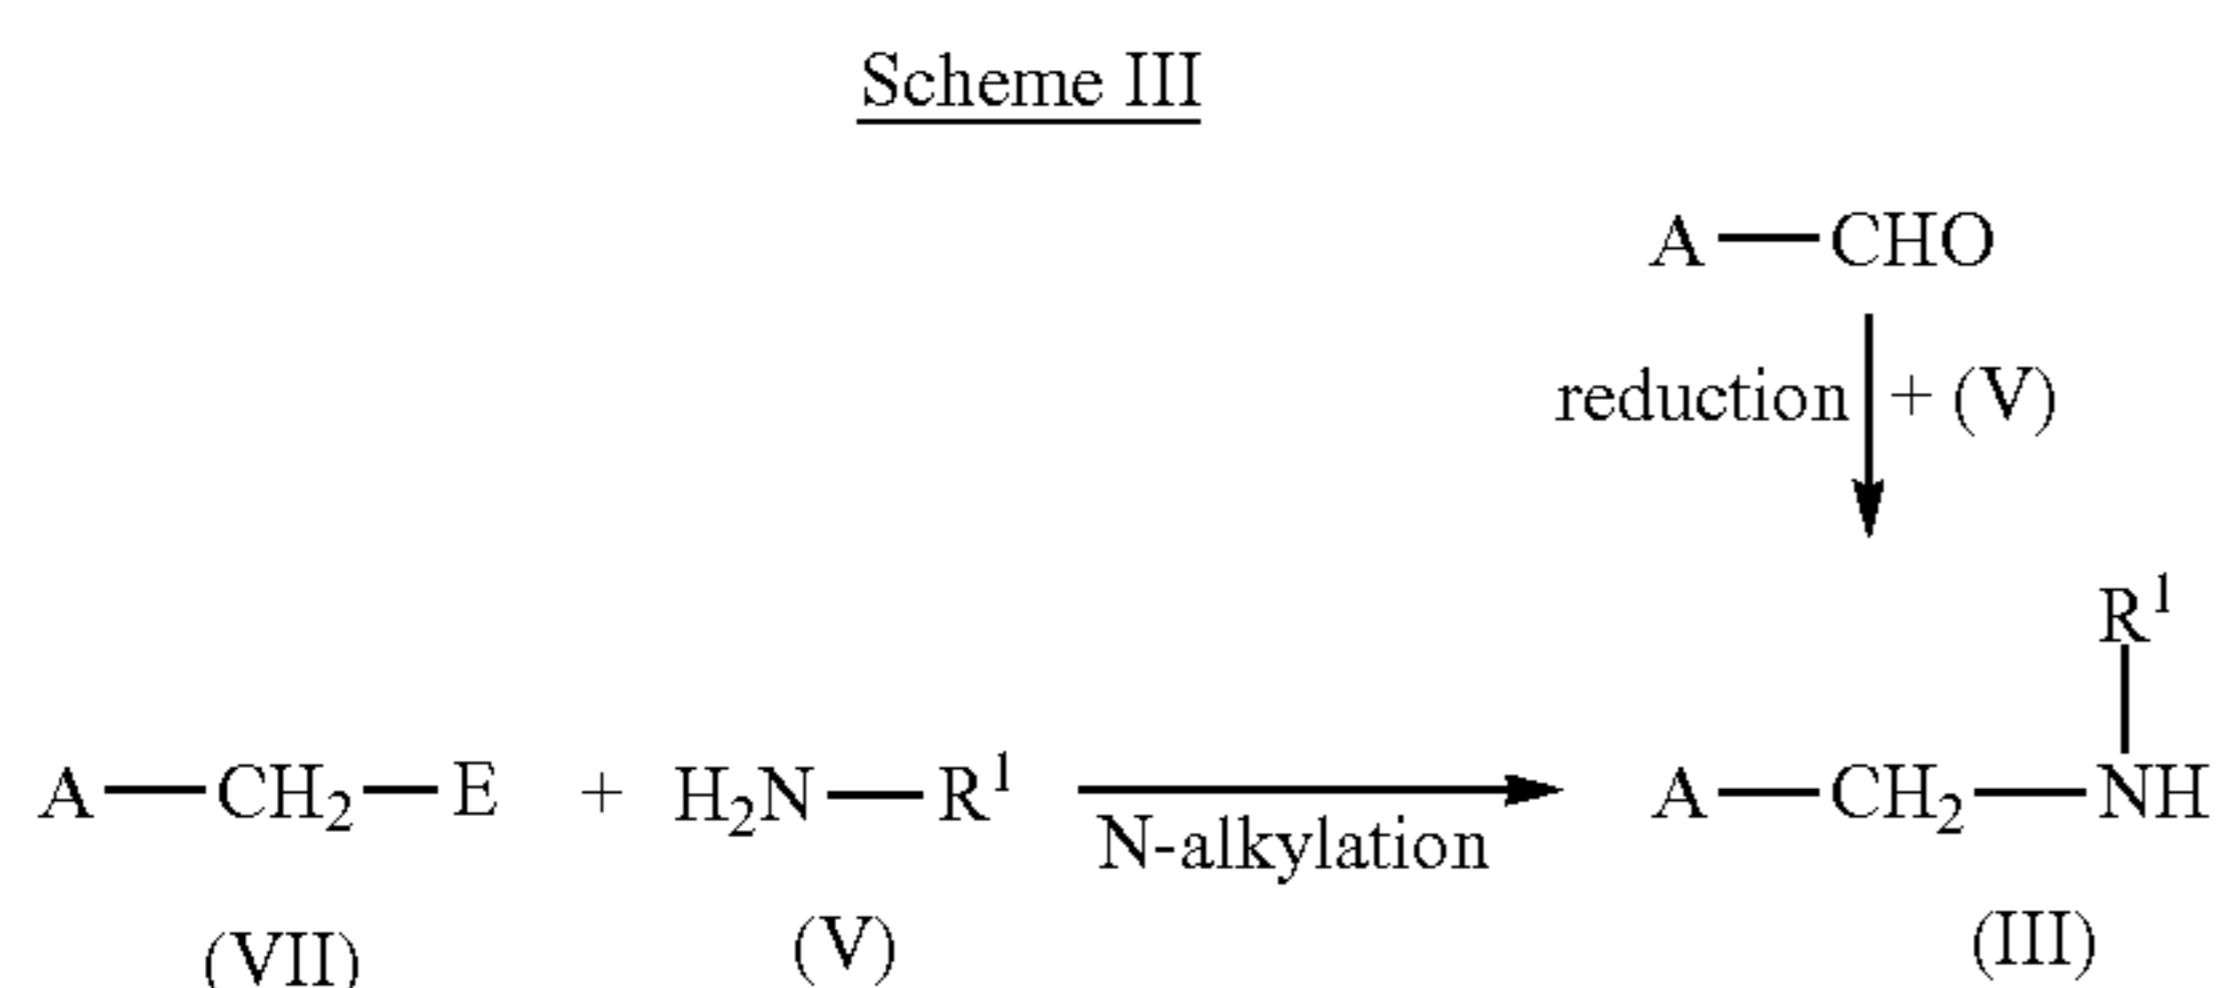 Scheme III
A—CHO
reduction + (V)
R¹
A—CH₂—E + H₂N—R¹ N-alkylation A—CH₂—NH
(VII) (V) (III)